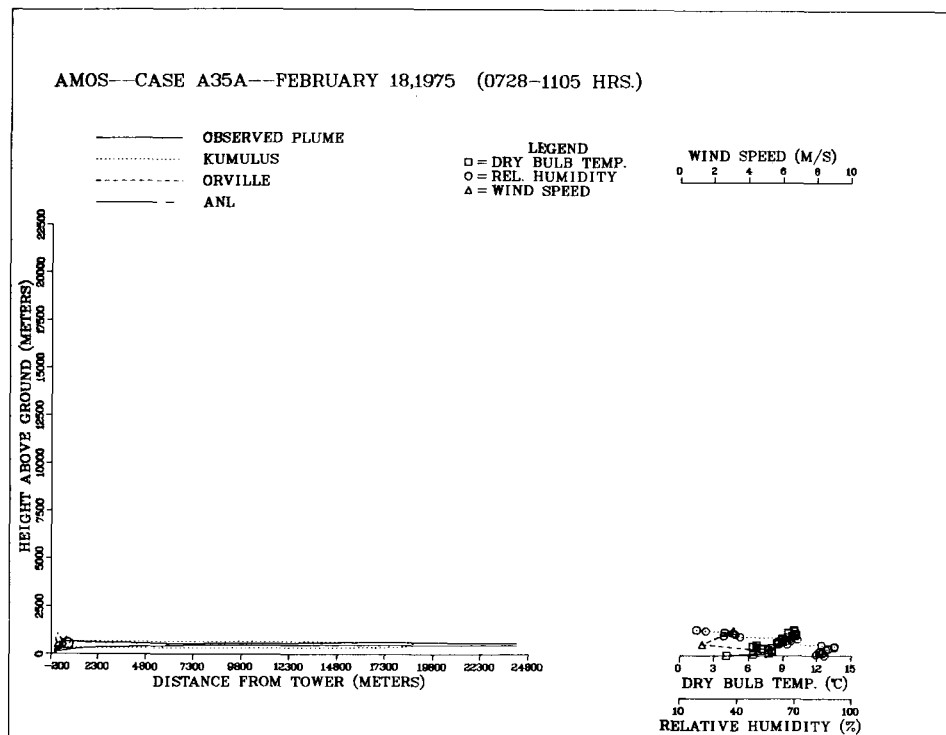 AMOS--CASE A35A--FEBRUARY 18,1975 (0728-1105 HRS.)
OBSERVED PLUME
KUMULUS
ORVILLE
ANL
LEGEND
□ = DRY BULB TEMP.
○ = REL. HUMIDITY
△ = WIND SPEED
WIND SPEED (M/S)
0 2 4 6 8 10
HEIGHT ABOVE GROUND (METERS)
22500
20000
17500
15000
12500
10000
7500
5000
2500
0
-300 2300 4800 7300 9800 12300 14800 17300 19800 22300 24800
DISTANCE FROM TOWER (METERS)
0 3 6 9 12 15
DRY BULB TEMP. (°C)
10 40 70 100
RELATIVE HUMIDITY (%)